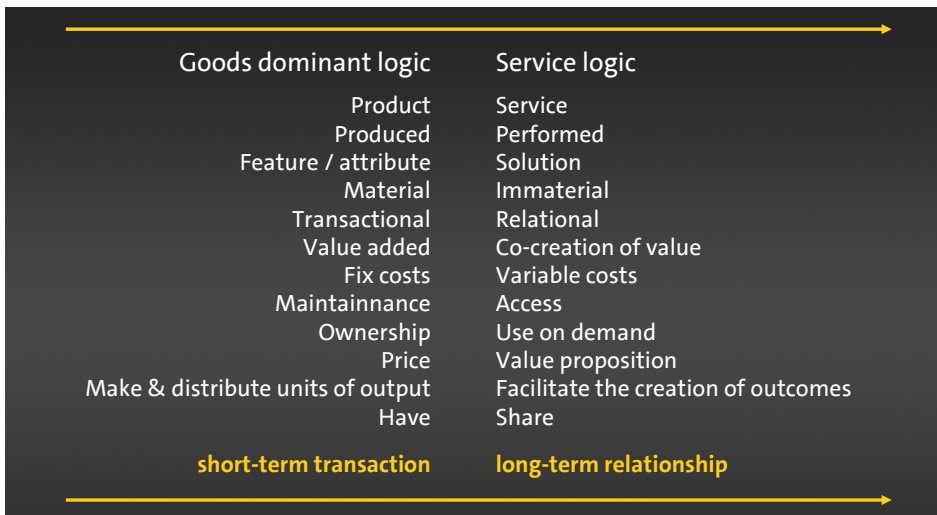 Goods dominant logic Service logic
Product Service
Produced Performed
Feature / attribute Solution
Material Immaterial
Transactional Relational
Value added Co-creation of value
Fix costs Variable costs
Maintainnance Access
Ownership Use on demand
Price Value proposition
Make & distribute units of output Facilitate the creation of outcomes
Have Share
short-term transaction long-term relationship